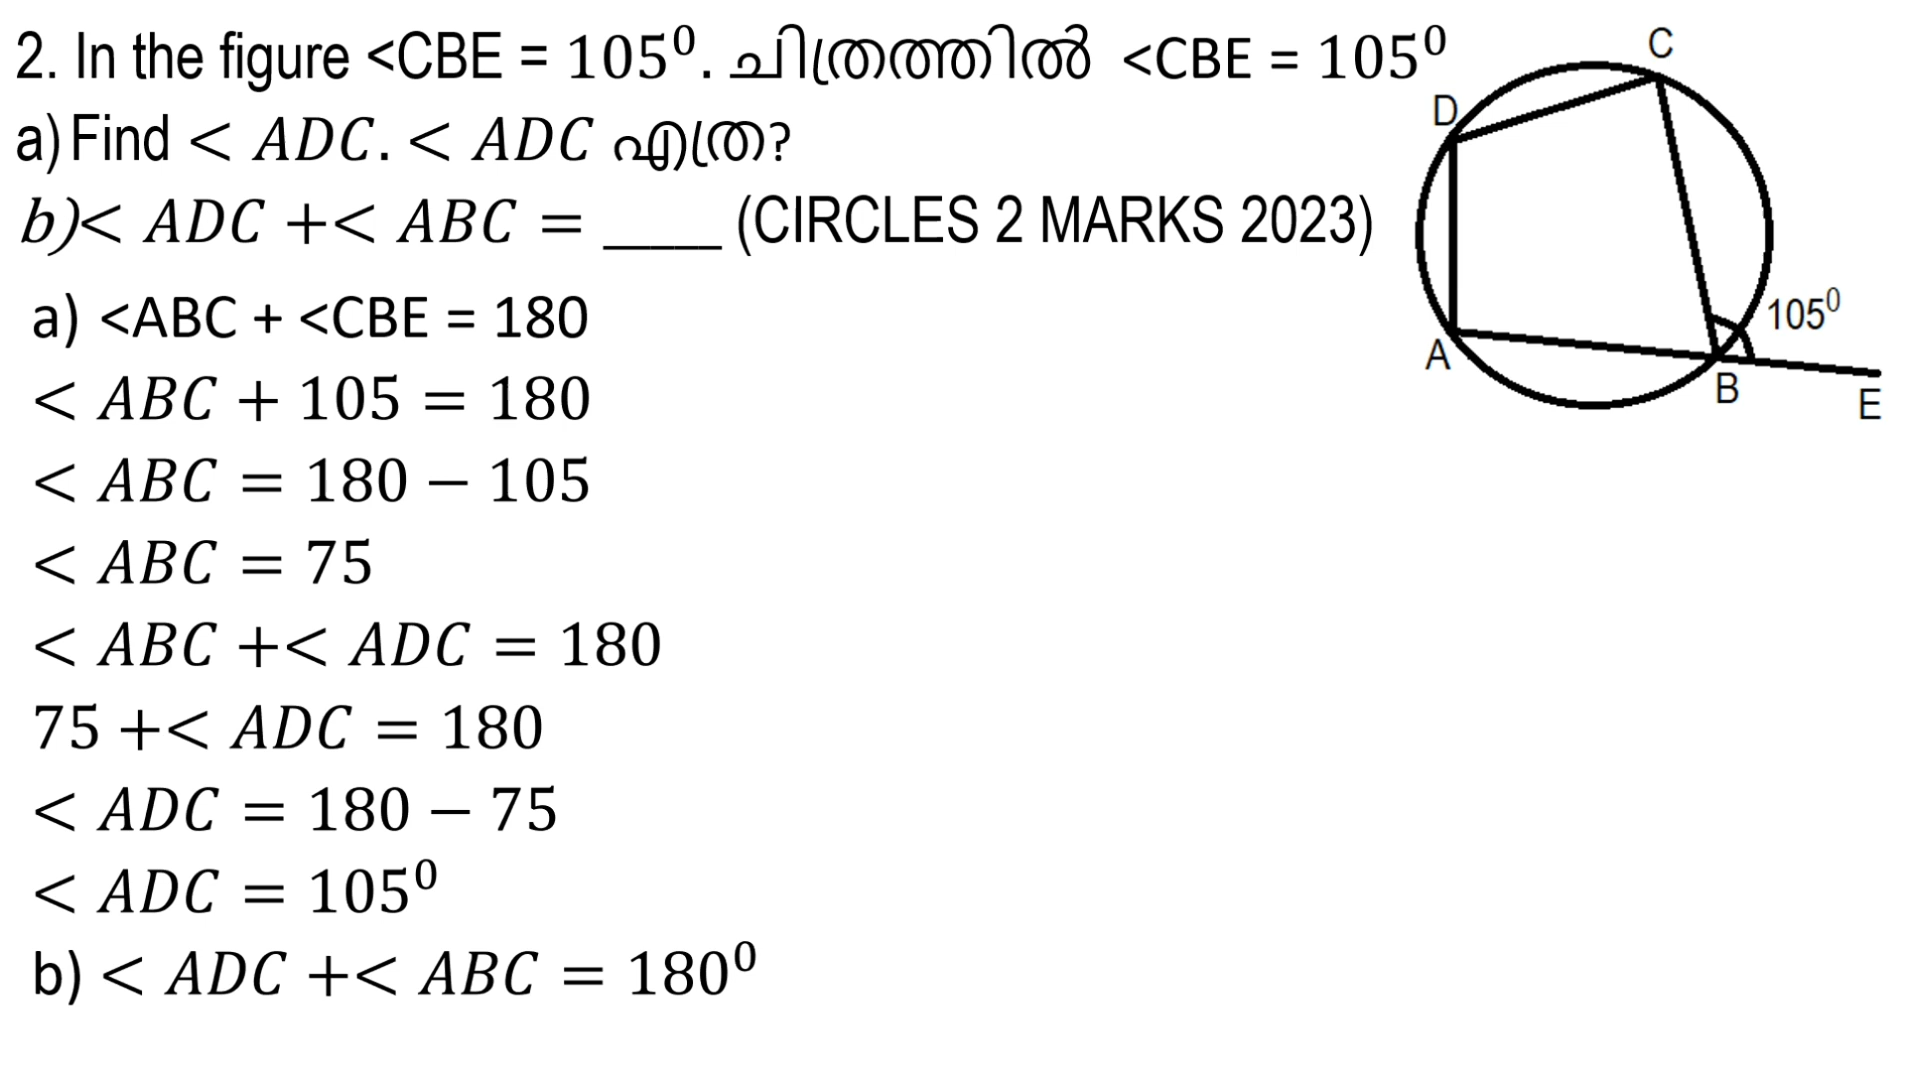 2. In the figure <CBE = 105⁰. ചിത്രത്തിൽ <CBE = 105⁰
a) Find < ADC. < ADC എത്ര?
b)< ADC +< ABC = ____ (CIRCLES 2 MARKS 2023)
a) <ABC + <CBE = 180
< ABC + 105 = 180
< ABC = 180 − 105
< ABC = 75
< ABC +< ADC = 180
75 +< ADC = 180
< ADC = 180 − 75
< ADC = 105⁰
b) < ADC +< ABC = 180⁰
C
D
105⁰
A
B
E